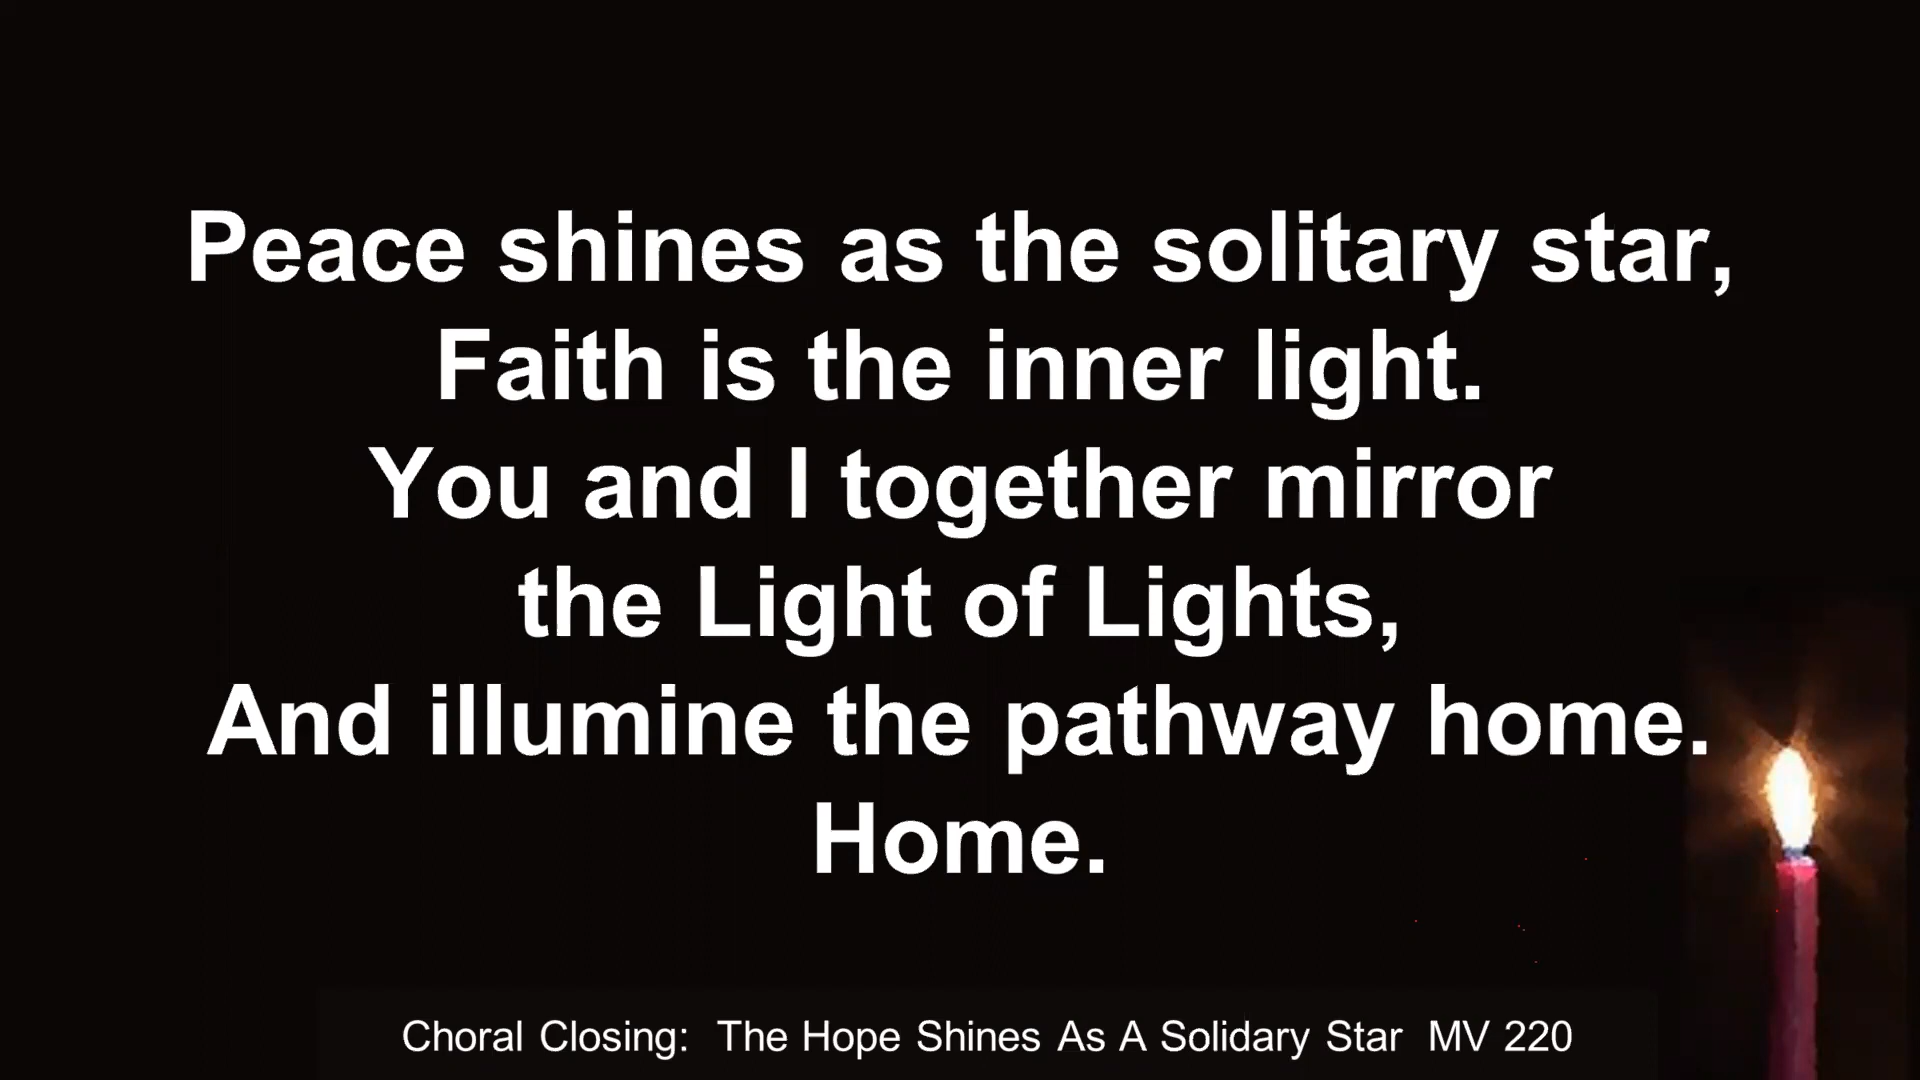 Peace shines as the solitary star,
Faith is the inner light.
You and I together mirror
the Light of Lights,
And illumine the pathway home.
Home.
Choral Closing:  The Hope Shines As A Solidary Star  MV 220